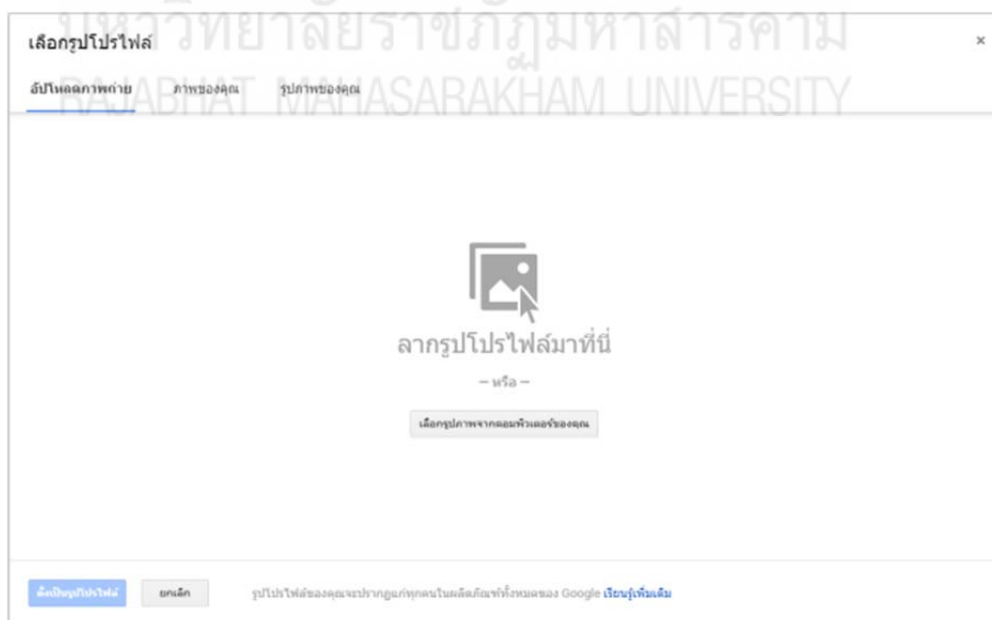 มหาวิทยาลัยราชภัฏมหาสารคาม
เลือกรูปโปรไฟล์ ×
RAJABHAT MAHASARAKHAM UNIVERSITY
อัปโหลดภาพถ่าย ภาพของคุณ รูปภาพของคุณ
ลากรูปโปรไฟล์มาที่นี่
– หรือ –
เลือกรูปภาพจากคอมพิวเตอร์ของคุณ
ตั้งเป็นรูปโปรไฟล์ ยกเลิก รูปโปรไฟล์ของคุณจะปรากฏแก่ทุกคนในผลิตภัณฑ์ทั้งหมดของ Google เรียนรู้เพิ่มเติม